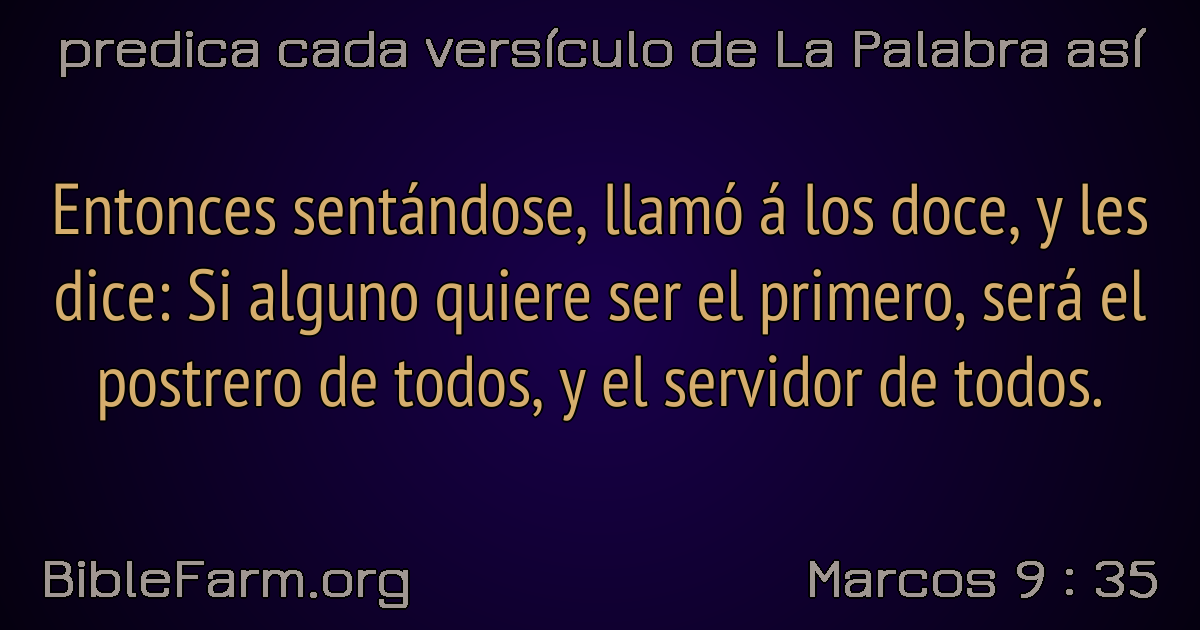 predica cada versículo de La Palabra así
Entonces sentándose, llamó á los doce, y les
dice: Si alguno quiere ser el primero, será el
postrero de todos, y el servidor de todos.
BibleFarm.org
Marcos 9 : 35